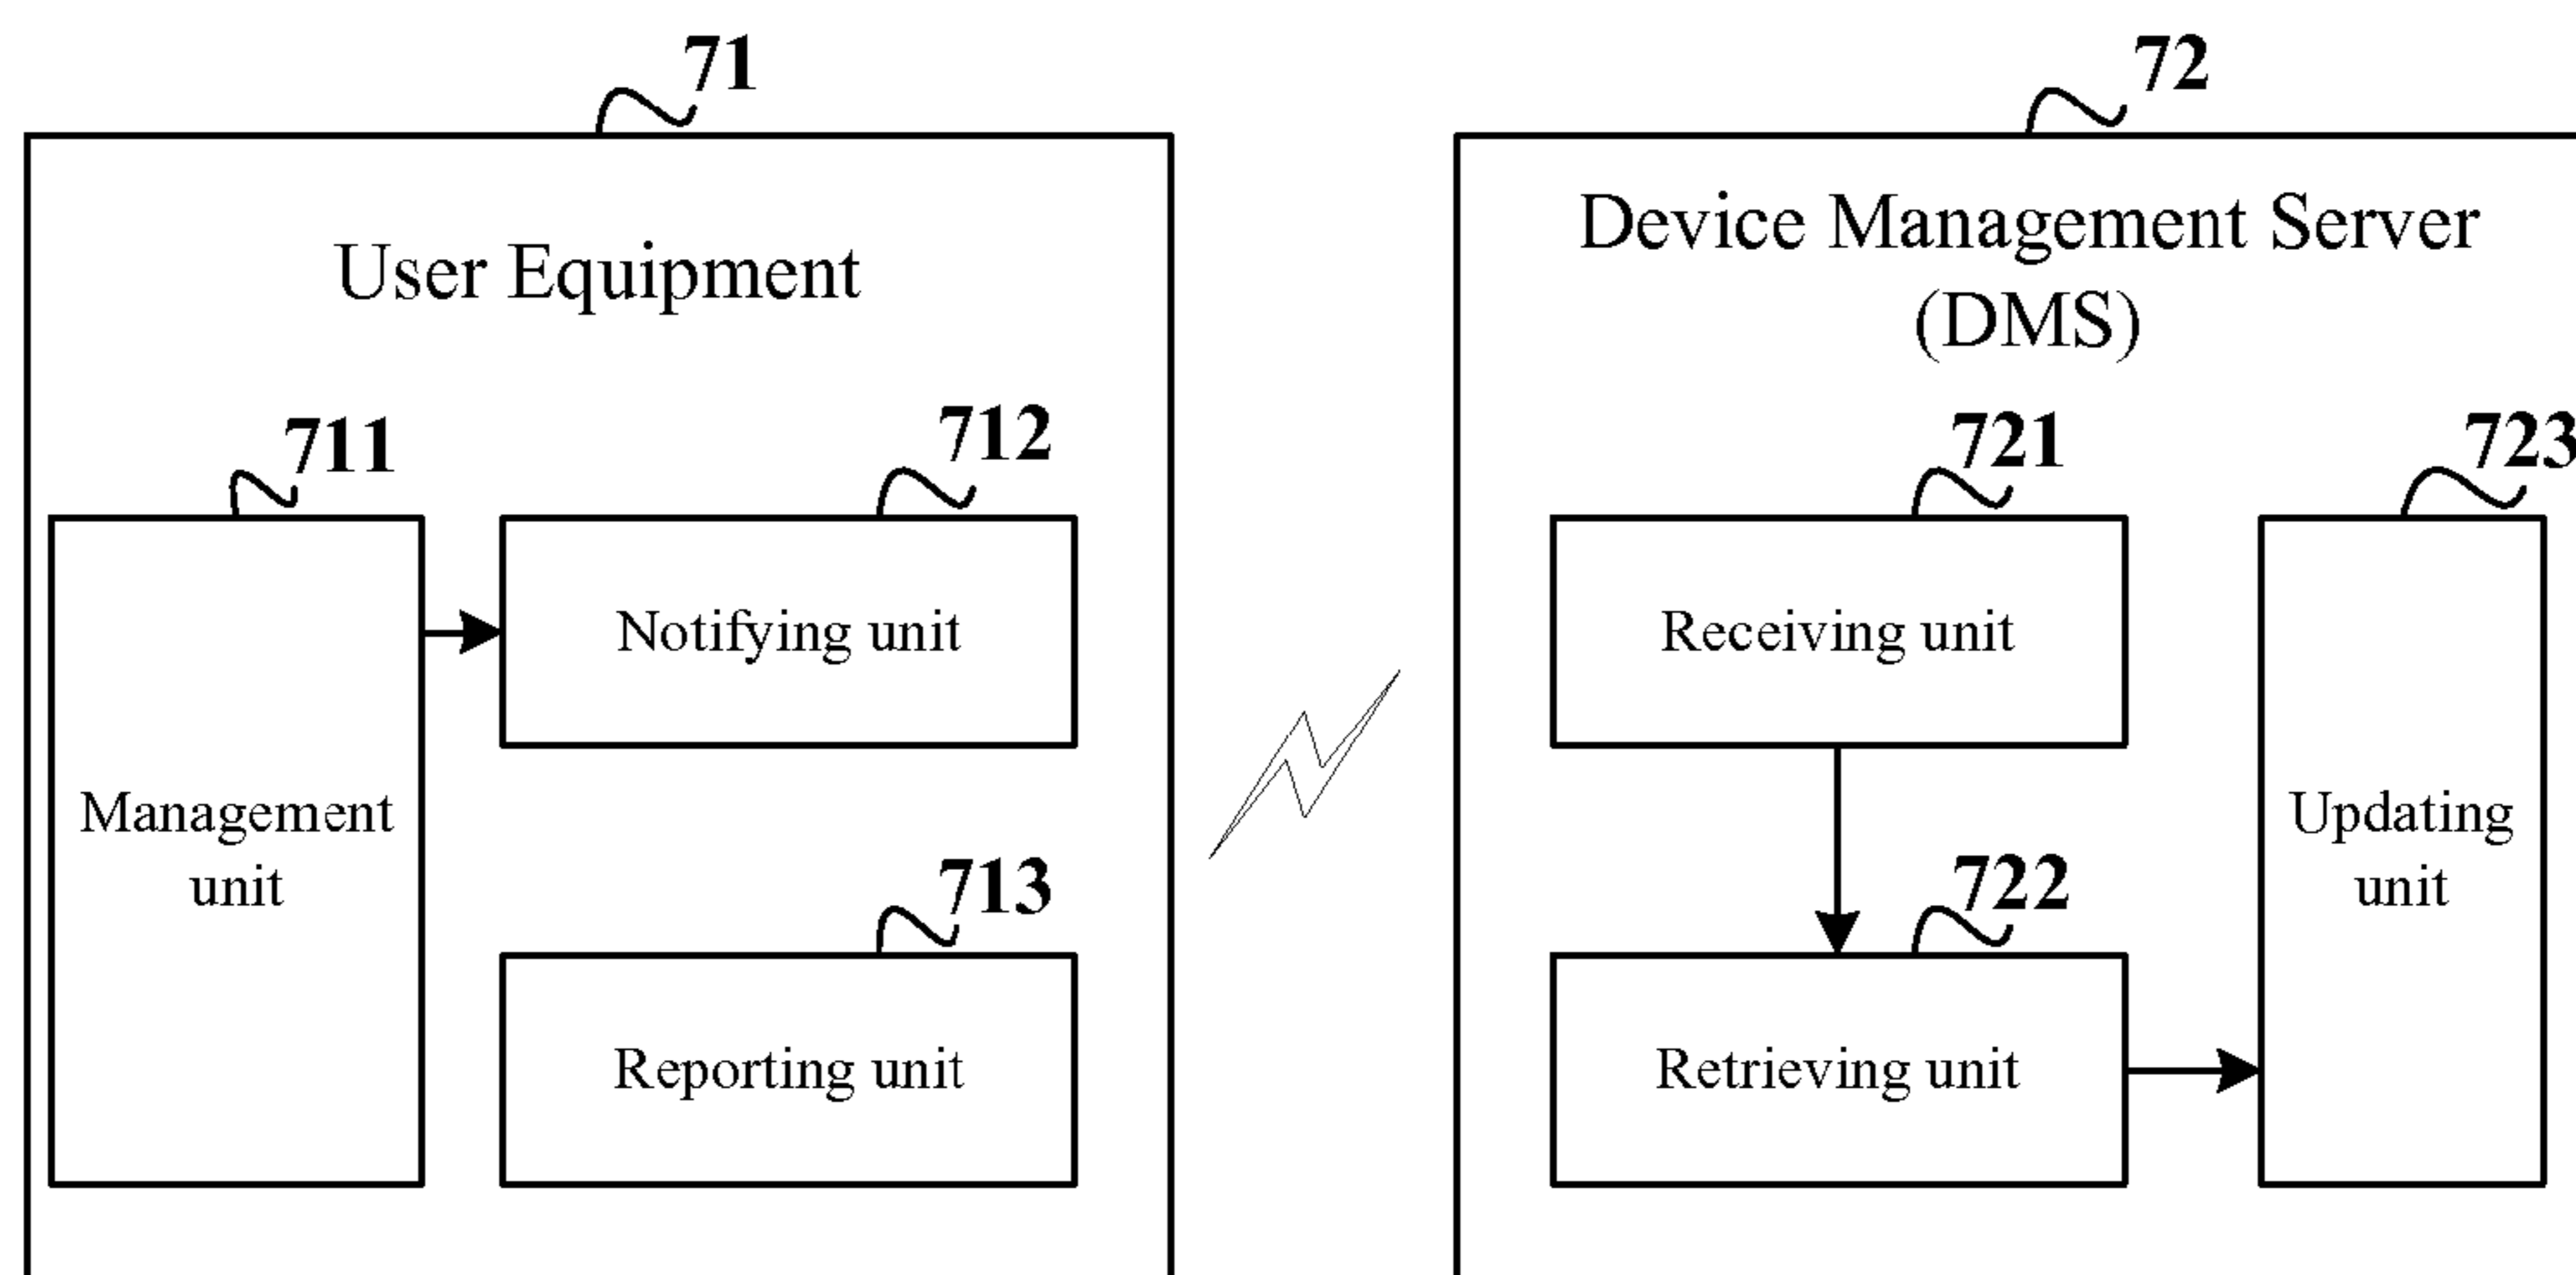 71
72
User Equipment
Device Management Server
(DMS)
711
712
721
723
Notifying unit
Receiving unit
Management
unit
Updating
unit
713
722
Reporting unit
Retrieving unit